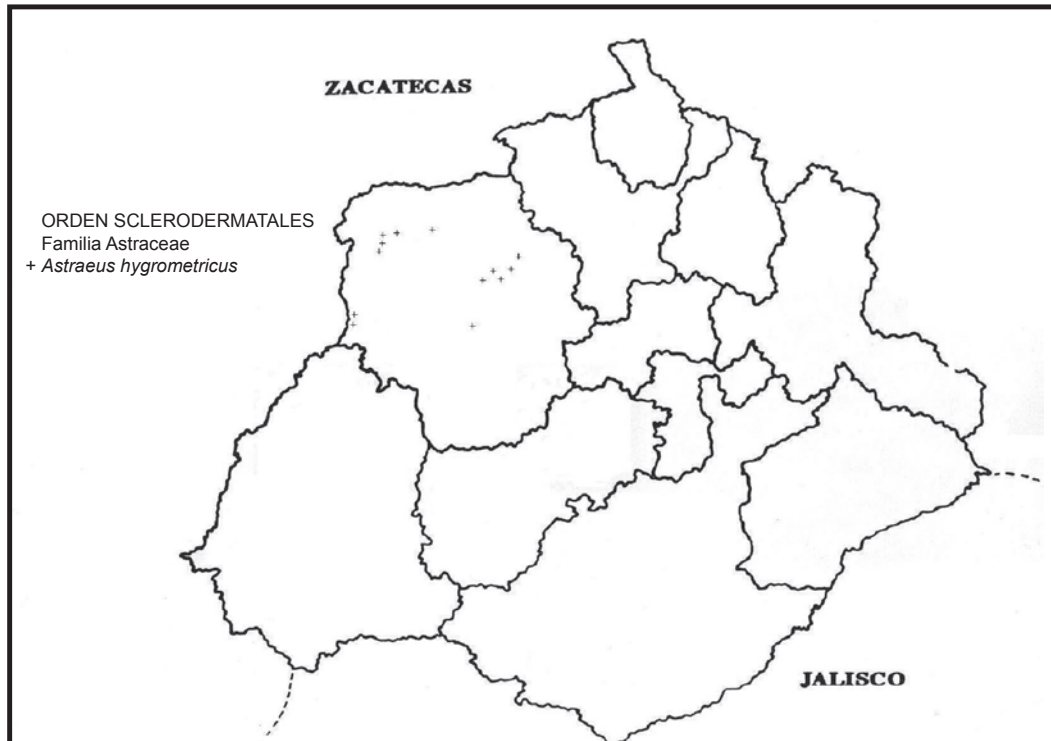 ZACATECAS
ORDEN SCLERODERMATALES
Familia Astraceae
+ Astraeus hygrometricus
JALISCO